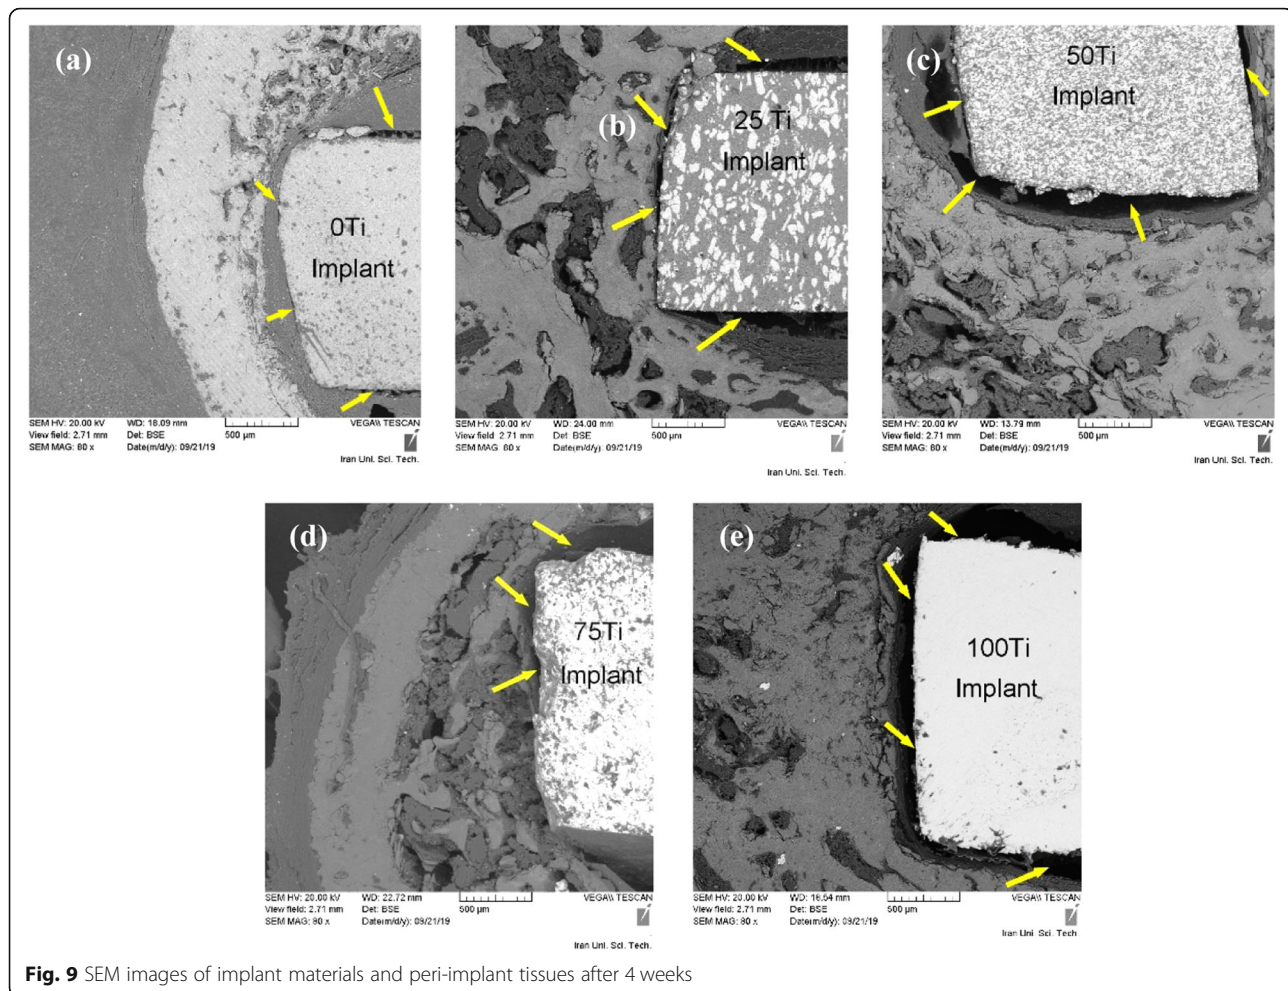 (a)
0Ti
Implant
SEM HV: 20.00 kV WD: 18.09 mm VEGA\\ TESCAN
View field: 2.71 mm Det: BSE 500 µm
SEM MAG: 80 x Date(m/d/y): 09/21/19
Iran Uni. Sci. Tech.
(b)
25 Ti
Implant
SEM HV: 20.00 kV WD: 24.00 mm VEGA\\ TESCAN
View field: 2.71 mm Det: BSE 500 µm
SEM MAG: 80 x Date(m/d/y): 09/21/19
Iran Uni. Sci. Tech.
(c)
50Ti
Implant
SEM HV: 20.00 kV WD: 13.79 mm VEGA\\ TESCAN
View field: 2.71 mm Det: BSE 500 µm
SEM MAG: 80 x Date(m/d/y): 09/21/19
Iran Uni. Sci. Tech.
(d)
75Ti
Implant
SEM HV: 20.00 kV WD: 22.72 mm VEGA\\ TESCAN
View field: 2.71 mm Det: BSE 500 µm
SEM MAG: 80 x Date(m/d/y): 09/21/19
Iran Uni. Sci. Tech.
(e)
100Ti
Implant
SEM HV: 20.00 kV WD: 16.54 mm VEGA\\ TESCAN
View field: 2.71 mm Det: BSE 500 µm
SEM MAG: 80 x Date(m/d/y): 09/21/19
Iran Uni. Sci. Tech.
Fig. 9 SEM images of implant materials and peri-implant tissues after 4 weeks